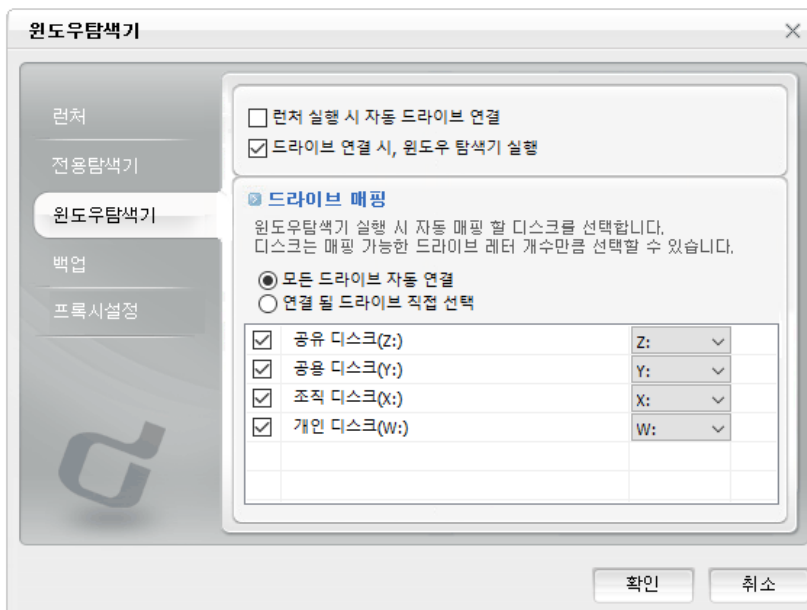 윈도우탐색기
런처
전용탐색기
윈도우탐색기
백업
프록시설정
런처 실행 시 자동 드라이브 연결
드라이브 연결 시, 윈도우 탐색기 실행
드라이브 매핑
윈도우탐색기 실행 시 자동 매핑 할 디스크를 선택합니다.
디스크는 매핑 가능한 드라이브 레터 개수만큼 선택할 수 있습니다.
모든 드라이브 자동 연결
연결 될 드라이브 직접 선택
공유 디스크(Z:) Z:
공용 디스크(Y:) Y:
조직 디스크(X:) X:
개인 디스크(W:) W:
확인 취소